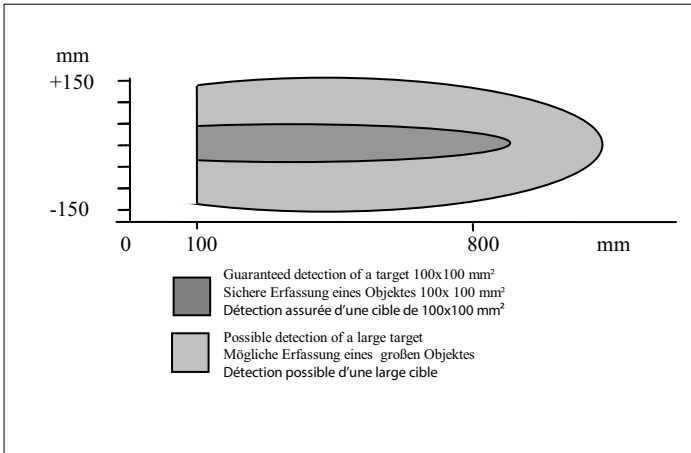 mm
+150
-150
0 100 800 mm
Guaranteed detection of a target 100x100 mm²
Sichere Erfassung eines Objektes 100x 100 mm²
Détection assurée d'une cible de 100x100 mm²
Possible detection of a large target
Mögliche Erfassung eines großen Objektes
Détection possible d'une large cible